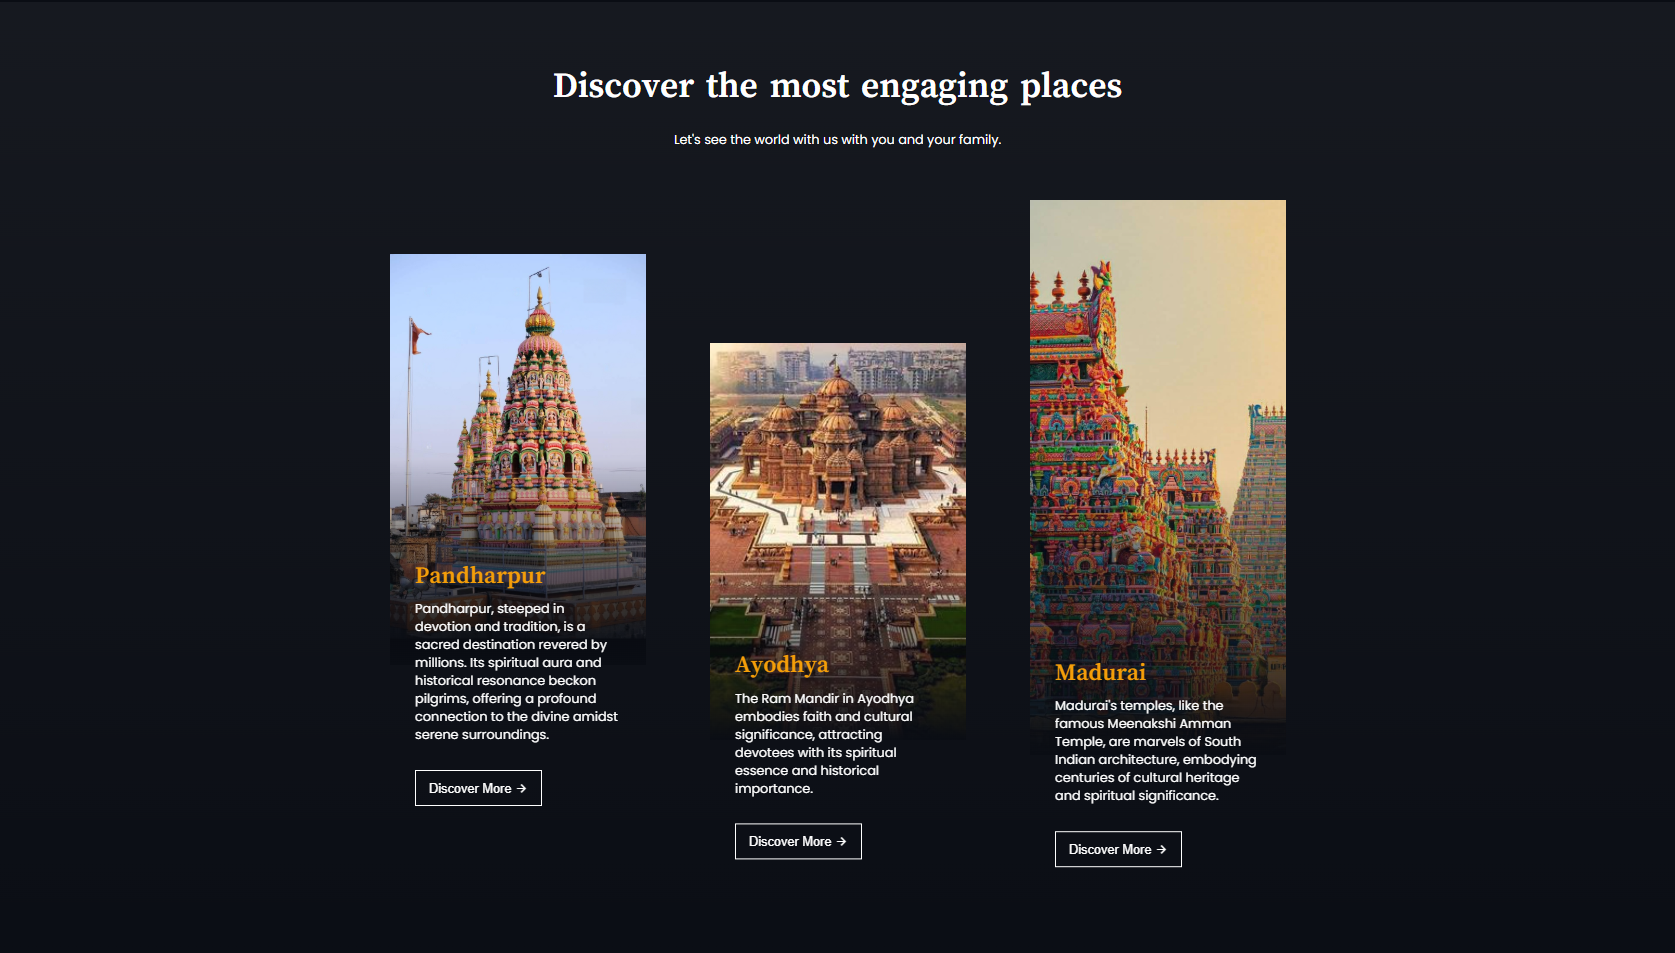 Discover the most engaging places
Let's see the world with us with you and your family.
Pandharpur
Pandharpur, steeped in
devotion and tradition, is a
sacred destination revered by
millions. Its spiritual aura and
historical resonance beckon
pilgrims, offering a profound
connection to the divine amidst
serene surroundings.
Discover More →
Ayodhya
The Ram Mandir in Ayodhya
embodies faith and cultural
significance, attracting
devotees with its spiritual
essence and historical
importance.
Discover More →
Madurai
Madurai's temples, like the
famous Meenakshi Amman
Temple, are marvels of South
Indian architecture, embodying
centuries of cultural heritage
and spiritual significance.
Discover More →